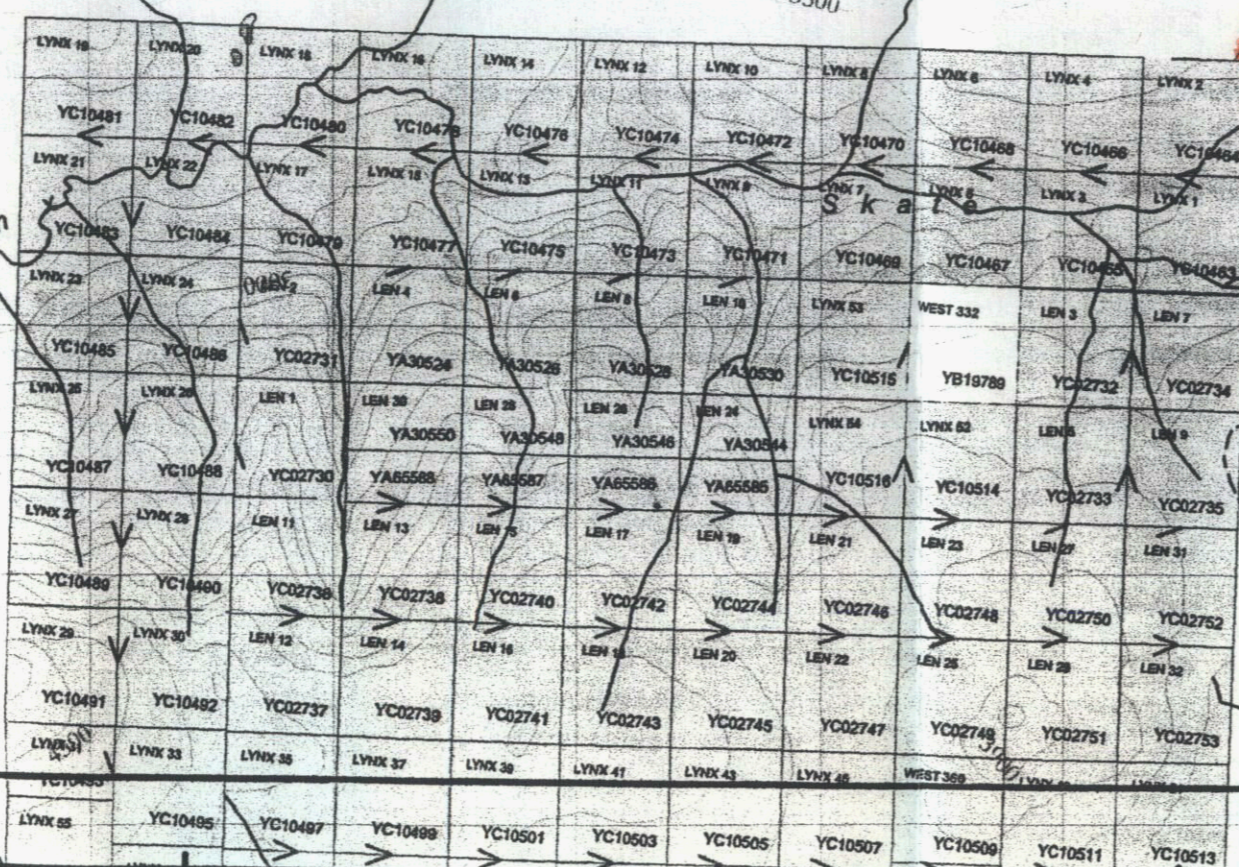 3500
LYNX 19 LYNX 20 LYNX 18 LYNX 16 LYNX 14 LYNX 12 LYNX 10 LYNX 8 LYNX 6 LYNX 4 LYNX 2
YC10481 YC10482 YC10480 YC10478 YC10476 YC10474 YC10472 YC10470 YC10468 YC10466 YC10464
LYNX 21 LYNX 22 LYNX 17 LYNX 15 LYNX 13 LYNX 11 LYNX 9 LYNX 7 LYNX 5 LYNX 3 LYNX 1
Skate
YC10483 YC10484 YC10479 YC10477 YC10475 YC10473 YC10471 YC10469 YC10467 YC10465 YC10463
LYNX 23 LYNX 24 LEN 2 LEN 4 LEN 6 LEN 8 LEN 10 LYNX 53 WEST 332 LEN 3 LEN 7
YC10485 YC10486 YC02731 YA30524 YA30526 YA30528 YA30530 YC10515 YB19789 YC02732 YC02734
LYNX 25 LYNX 26 LEN 1 LEN 30 LEN 28 LEN 26 LEN 24 LYNX 54 LYNX 52 LEN 5 LEN 9
YA30550 YA30548 YA30546 YA30544
YC10487 YC10488 YC02730 YA65588 YA65587 YA65586 YA65585 YC10516 YC10514 YC02733 YC02735
LYNX 27 LYNX 28 LEN 11 LEN 13 LEN 15 LEN 17 LEN 19 LEN 21 LEN 23 LEN 27 LEN 31
YC10489 YC10490 YC02736 YC02738 YC02740 YC02742 YC02744 YC02746 YC02748 YC02750 YC02752
LYNX 29 LYNX 30 LEN 12 LEN 14 LEN 16 LEN 18 LEN 20 LEN 22 LEN 25 LEN 29 LEN 32
YC10491 YC10492 YC02737 YC02739 YC02741 YC02743 YC02745 YC02747 YC02749 YC02751 YC02753
LYNX 31 LYNX 33 LYNX 35 LYNX 37 LYNX 39 LYNX 41 LYNX 43 LYNX 45 WEST 369
3000
YC10493
LYNX 55 YC10495 YC10497 YC10499 YC10501 YC10503 YC10505 YC10507 YC10509 YC10511 YC10513